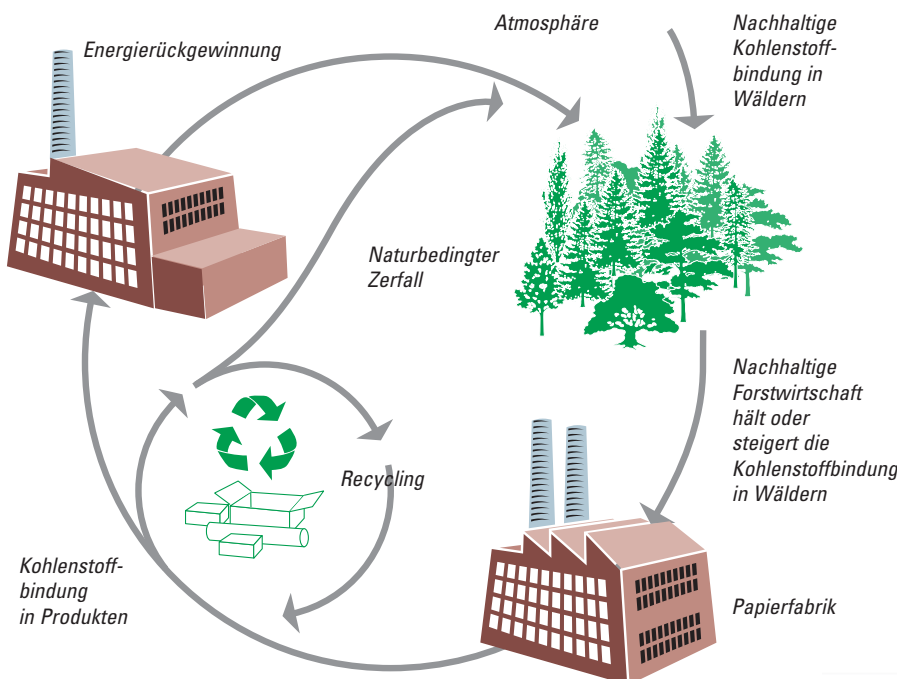 Energierückgewinnung
Atmosphäre
Nachhaltige
Kohlenstoff-
bindung in
Wäldern
Naturbedingter
Zerfall
Nachhaltige
Forstwirtschaft
hält oder
steigert die
Kohlenstoffbindung
in Wäldern
Recycling
Kohlenstoff-
bindung
in Produkten
Papierfabrik